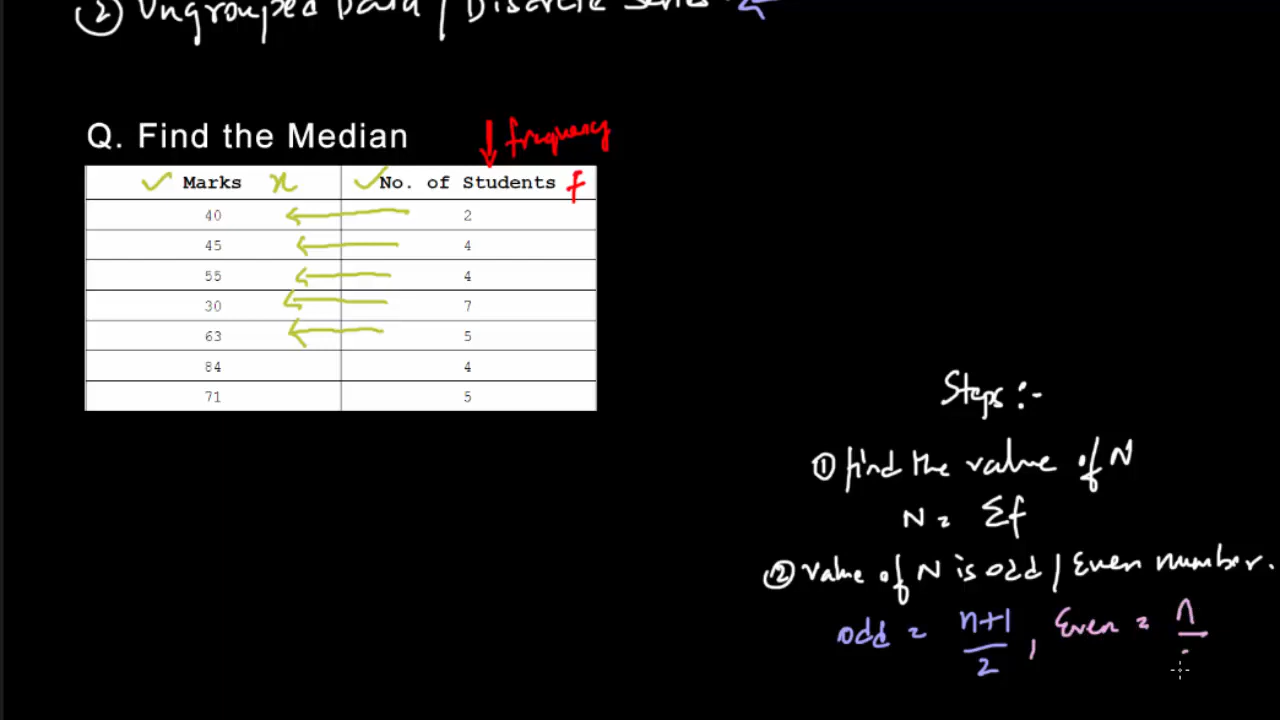 ② Ungrouped Data / Discrete Series
Q. Find the Median
frequency
Marks x No. of Students f
40 2
45 4
55 4
30 7
63 5
84 4
71 5
Steps :-
① find the value of N
N = Σf
② value of N is odd / Even number.
odd = n+1/2 , Even = n/